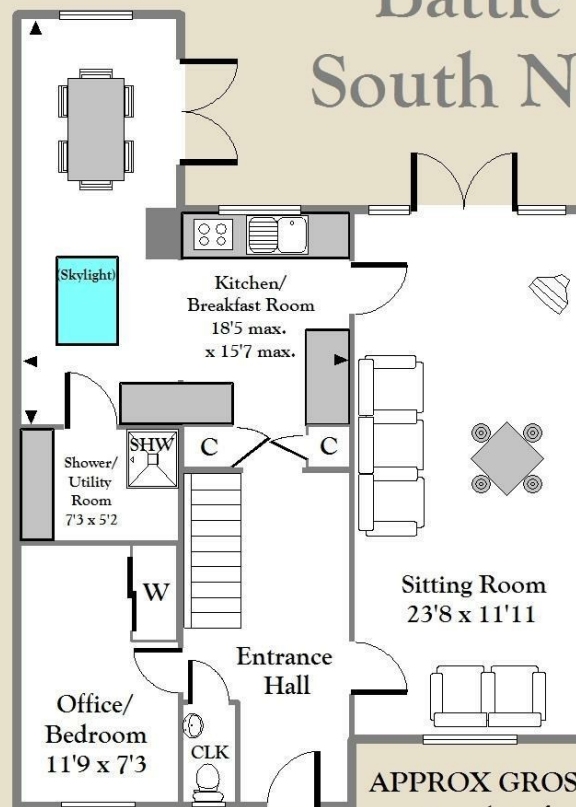 Battle
South N
(Skylight)
Kitchen/
Breakfast Room
18'5 max.
x 15'7 max.
SHW
C
C
Shower/
Utility
Room
7'3 x 5'2
W
Sitting Room
23'8 x 11'11
Entrance
Hall
Office/
Bedroom
11'9 x 7'3
CLK
APPROX GROS